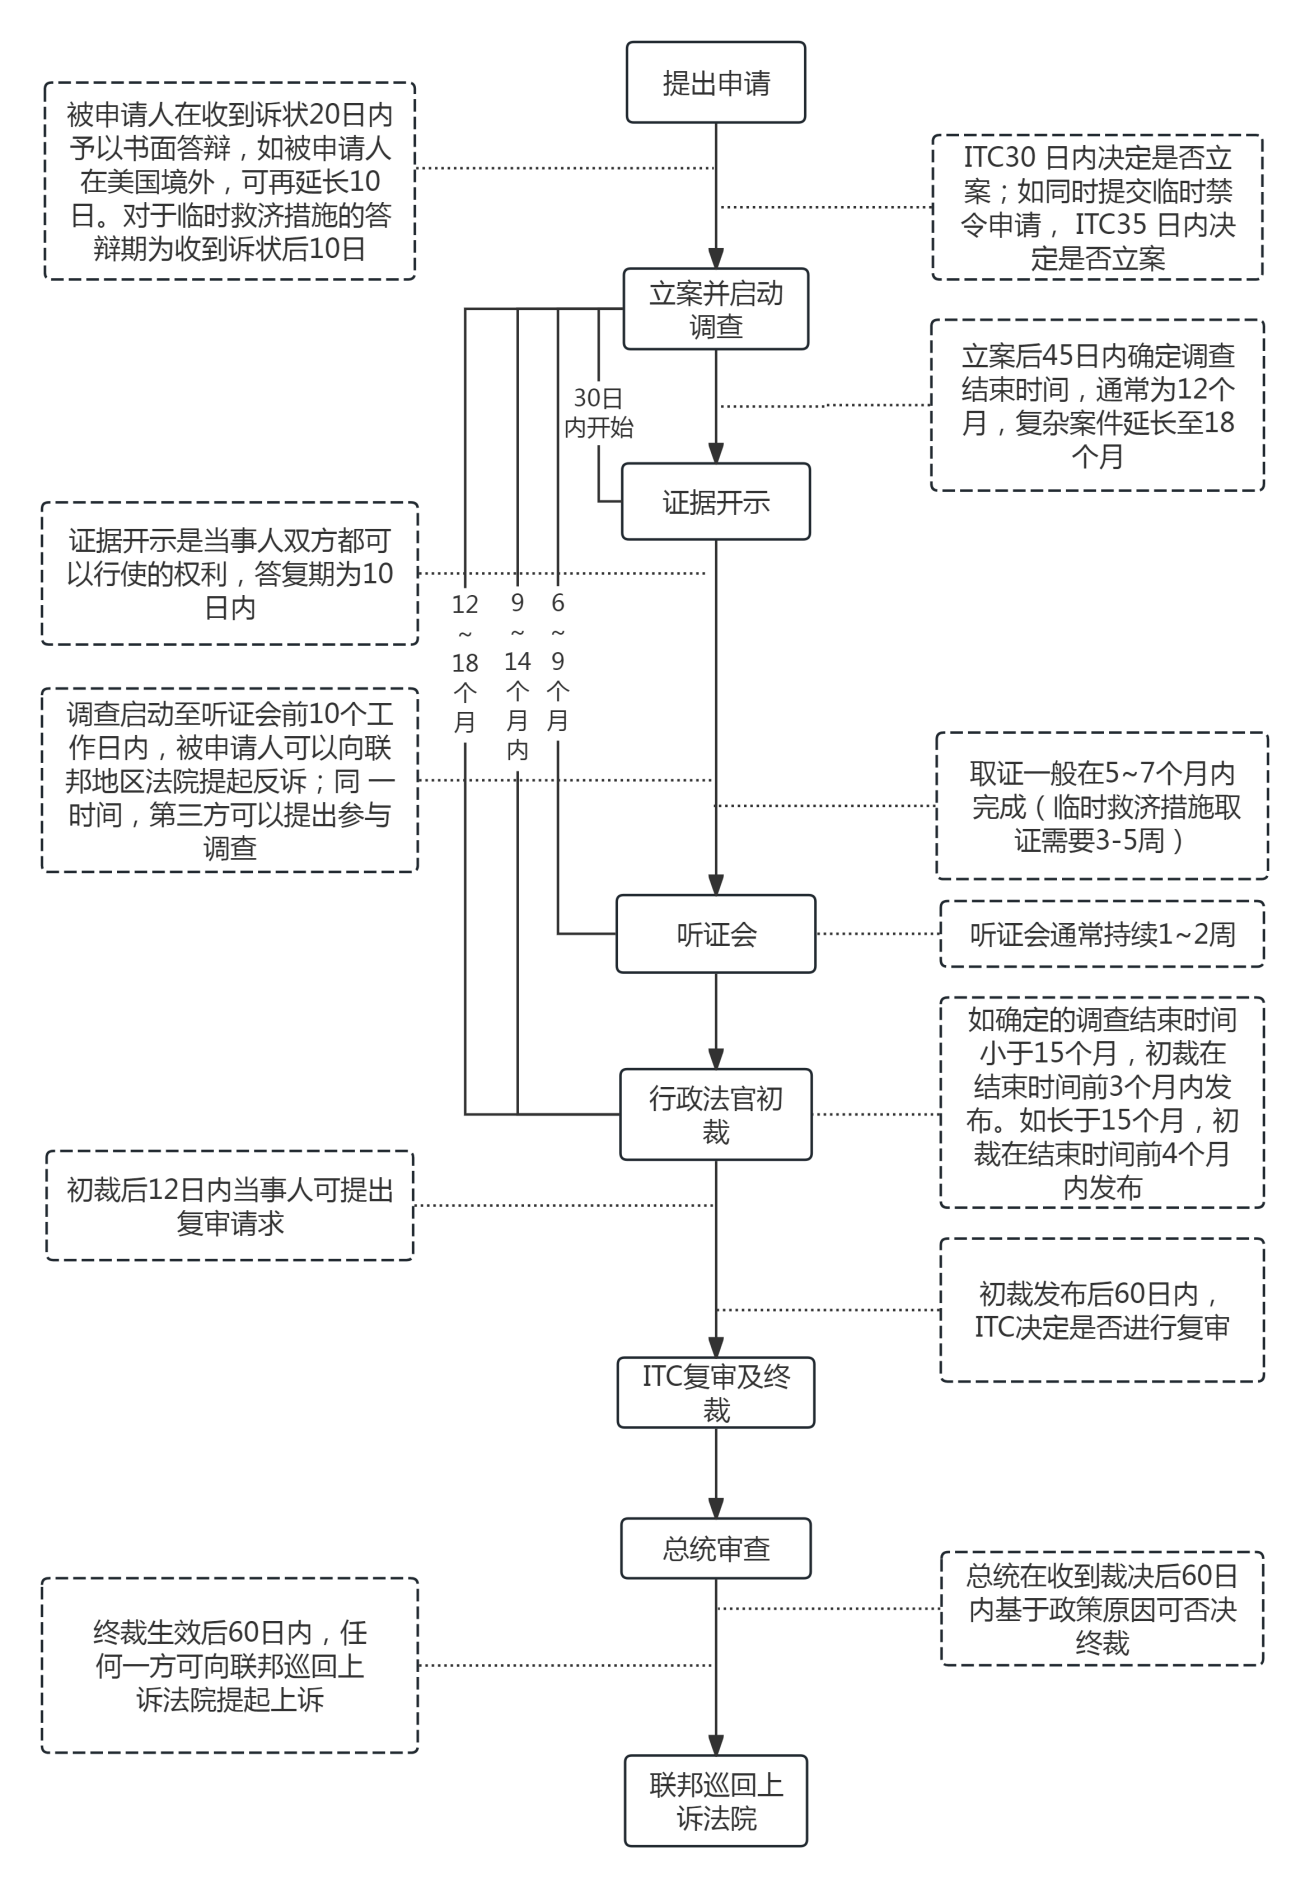 提出申请
被申请人在收到诉状20日内
予以书面答辩，如被申请人
在美国境外，可再延长10
日。对于临时救济措施的答
辩期为收到诉状后10日
ITC30 日内决定是否立
案；如同时提交临时禁
令申请， ITC35 日内决
定是否立案
立案并启动
调查
立案后45日内确定调查
结束时间，通常为12个
月，复杂案件延长至18
个月
30日
内开始
证据开示
证据开示是当事人双方都可
以行使的权利，答复期为10
日内
12
~
18
个
月
9
~
14
个
月
内
6
~
9
个
月
调查启动至听证会前10个工
作日内，被申请人可以向联
邦地区法院提起反诉；同 一
时间，第三方可以提出参与
调查
取证一般在5~7个月内
完成（临时救济措施取
证需要3-5周）
听证会
听证会通常持续1~2周
如确定的调查结束时间
小于15个月，初裁在
结束时间前3个月内发
布。如长于15个月，初
裁在结束时间前4个月
内发布
行政法官初
裁
初裁后12日内当事人可提出
复审请求
初裁发布后60日内，
ITC决定是否进行复审
ITC复审及终
裁
总统审查
总统在收到裁决后60日
内基于政策原因可否决
终裁
终裁生效后60日内，任
何一方可向联邦巡回上
诉法院提起上诉
联邦巡回上
诉法院